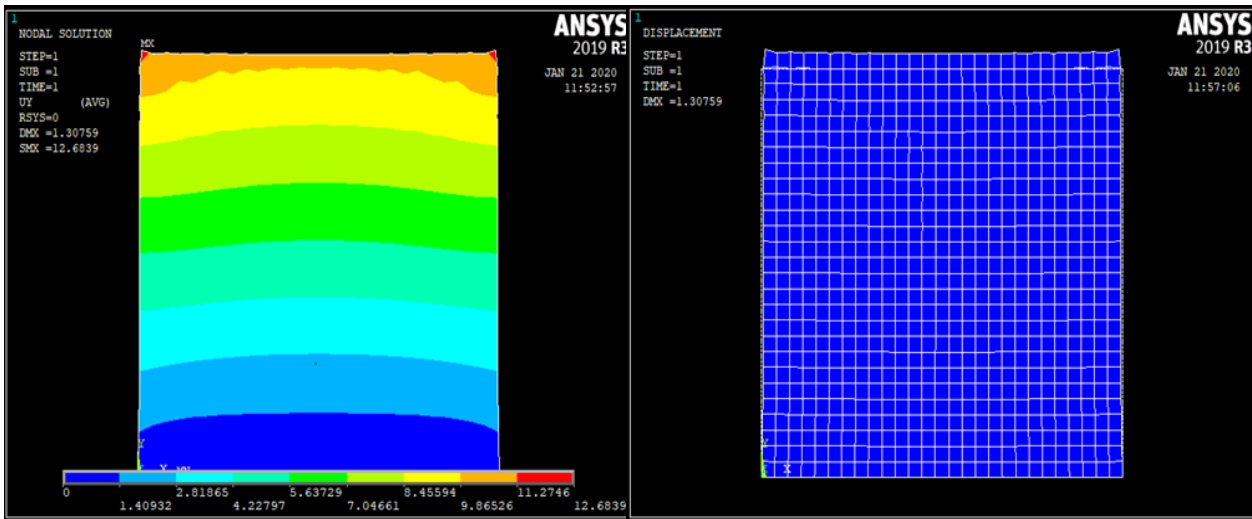 1
NODAL SOLUTION
STEP=1
SUB =1
TIME=1
UY (AVG)
RSYS=0
DMX =1.30759
SMX =12.6839
ANSYS
2019 R3
JAN 21 2020
11:52:57
MX
Y
X MN
0 2.81865 5.63729 8.45594 11.2746
1.40932 4.22797 7.04661 9.86526 12.6839
1
DISPLACEMENT
STEP=1
SUB =1
TIME=1
DMX =1.30759
ANSYS
2019 R3
JAN 21 2020
11:57:06
Y
X